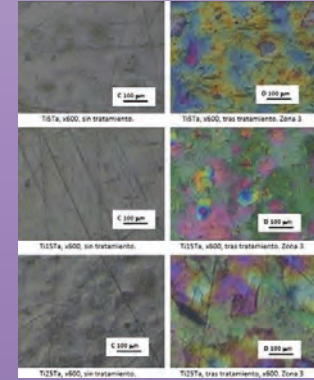 C 100 µm
D 100 µm
Ti5Ta, x600, sin tratamiento.
Ti5Ta, x600, tras tratamiento. Zona 3.
C 100 µm
D 100 µm
Ti15Ta, x600, sin tratamiento.
Ti15Ta, x600, tras tratamiento. Zona 3.
C 100 µm
D 100 µm
Ti25Ta, x600, sin tratamiento.
Ti25Ta, tras tratamiento, x600. Zona 3